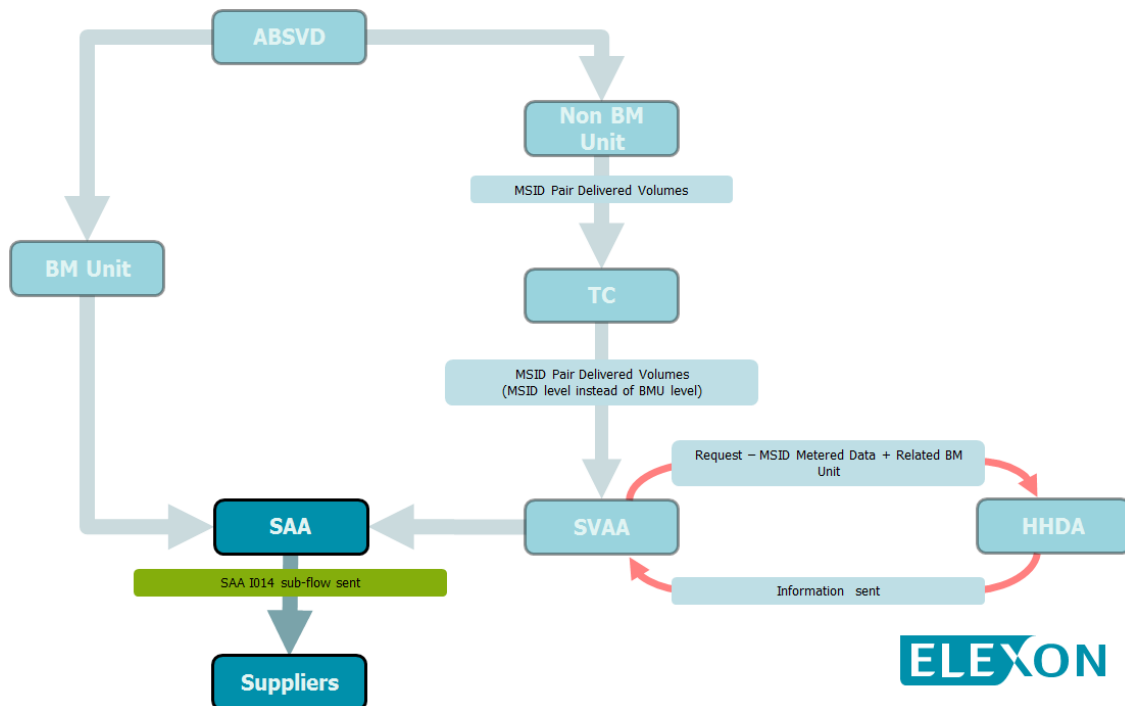 ABSVD
Non BM
Unit
MSID Pair Delivered Volumes
BM Unit
TC
MSID Pair Delivered Volumes
(MSID level instead of BMU level)
Request – MSID Metered Data + Related BM
Unit
SAA
SVAA
HHDA
SAA I014 sub-flow sent
Information sent
Suppliers
ELEXON